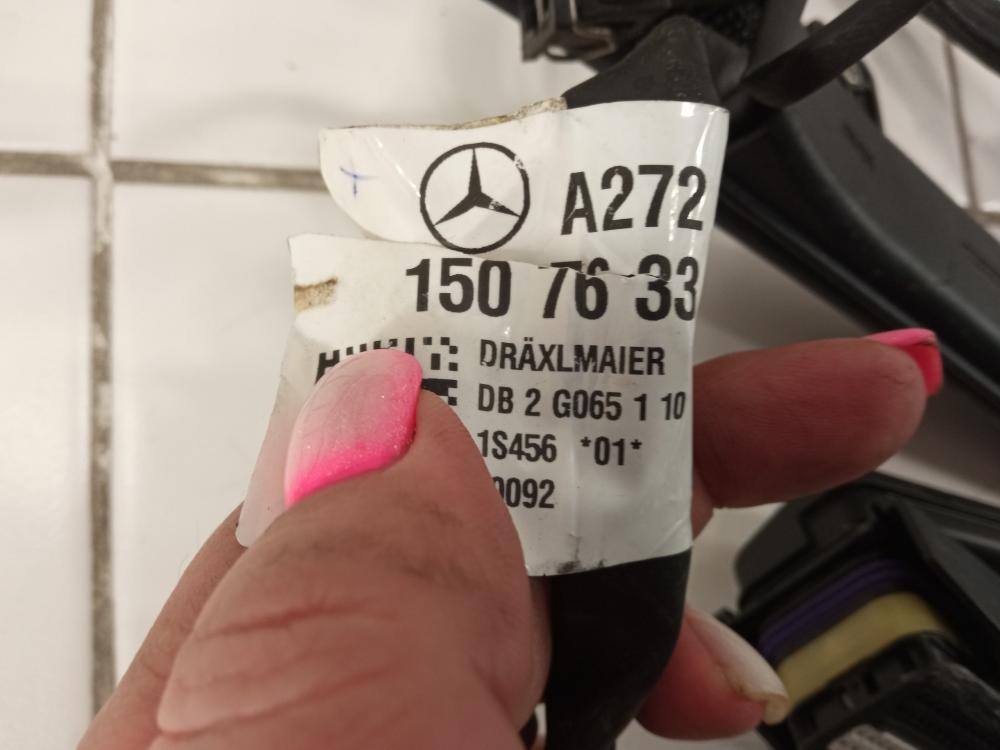 A272
150 76 33
DRÄXLMAIER
DB 2 G065 1 10
1S456 *01*
0092